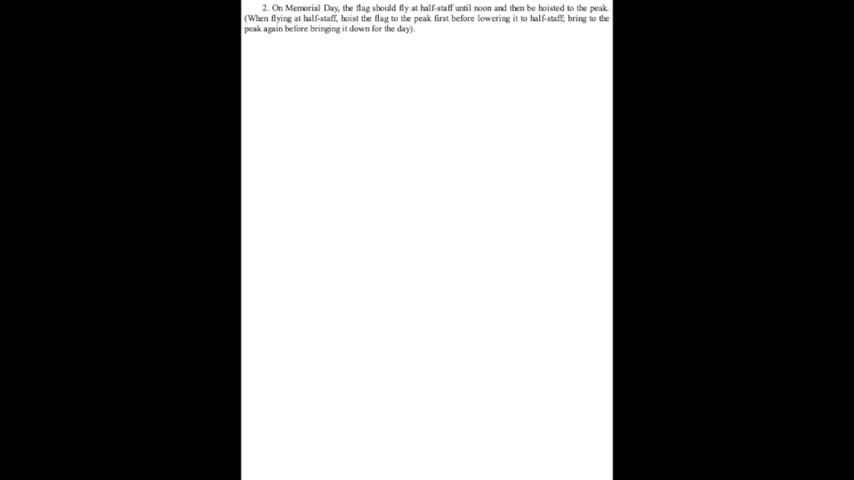 2. On Memorial Day, the flag should fly at half-staff until noon and then be hoisted to the peak.
(When flying at half-staff, hoist the flag to the peak first before lowering it to half-staff; bring to the
peak again before bringing it down for the day).